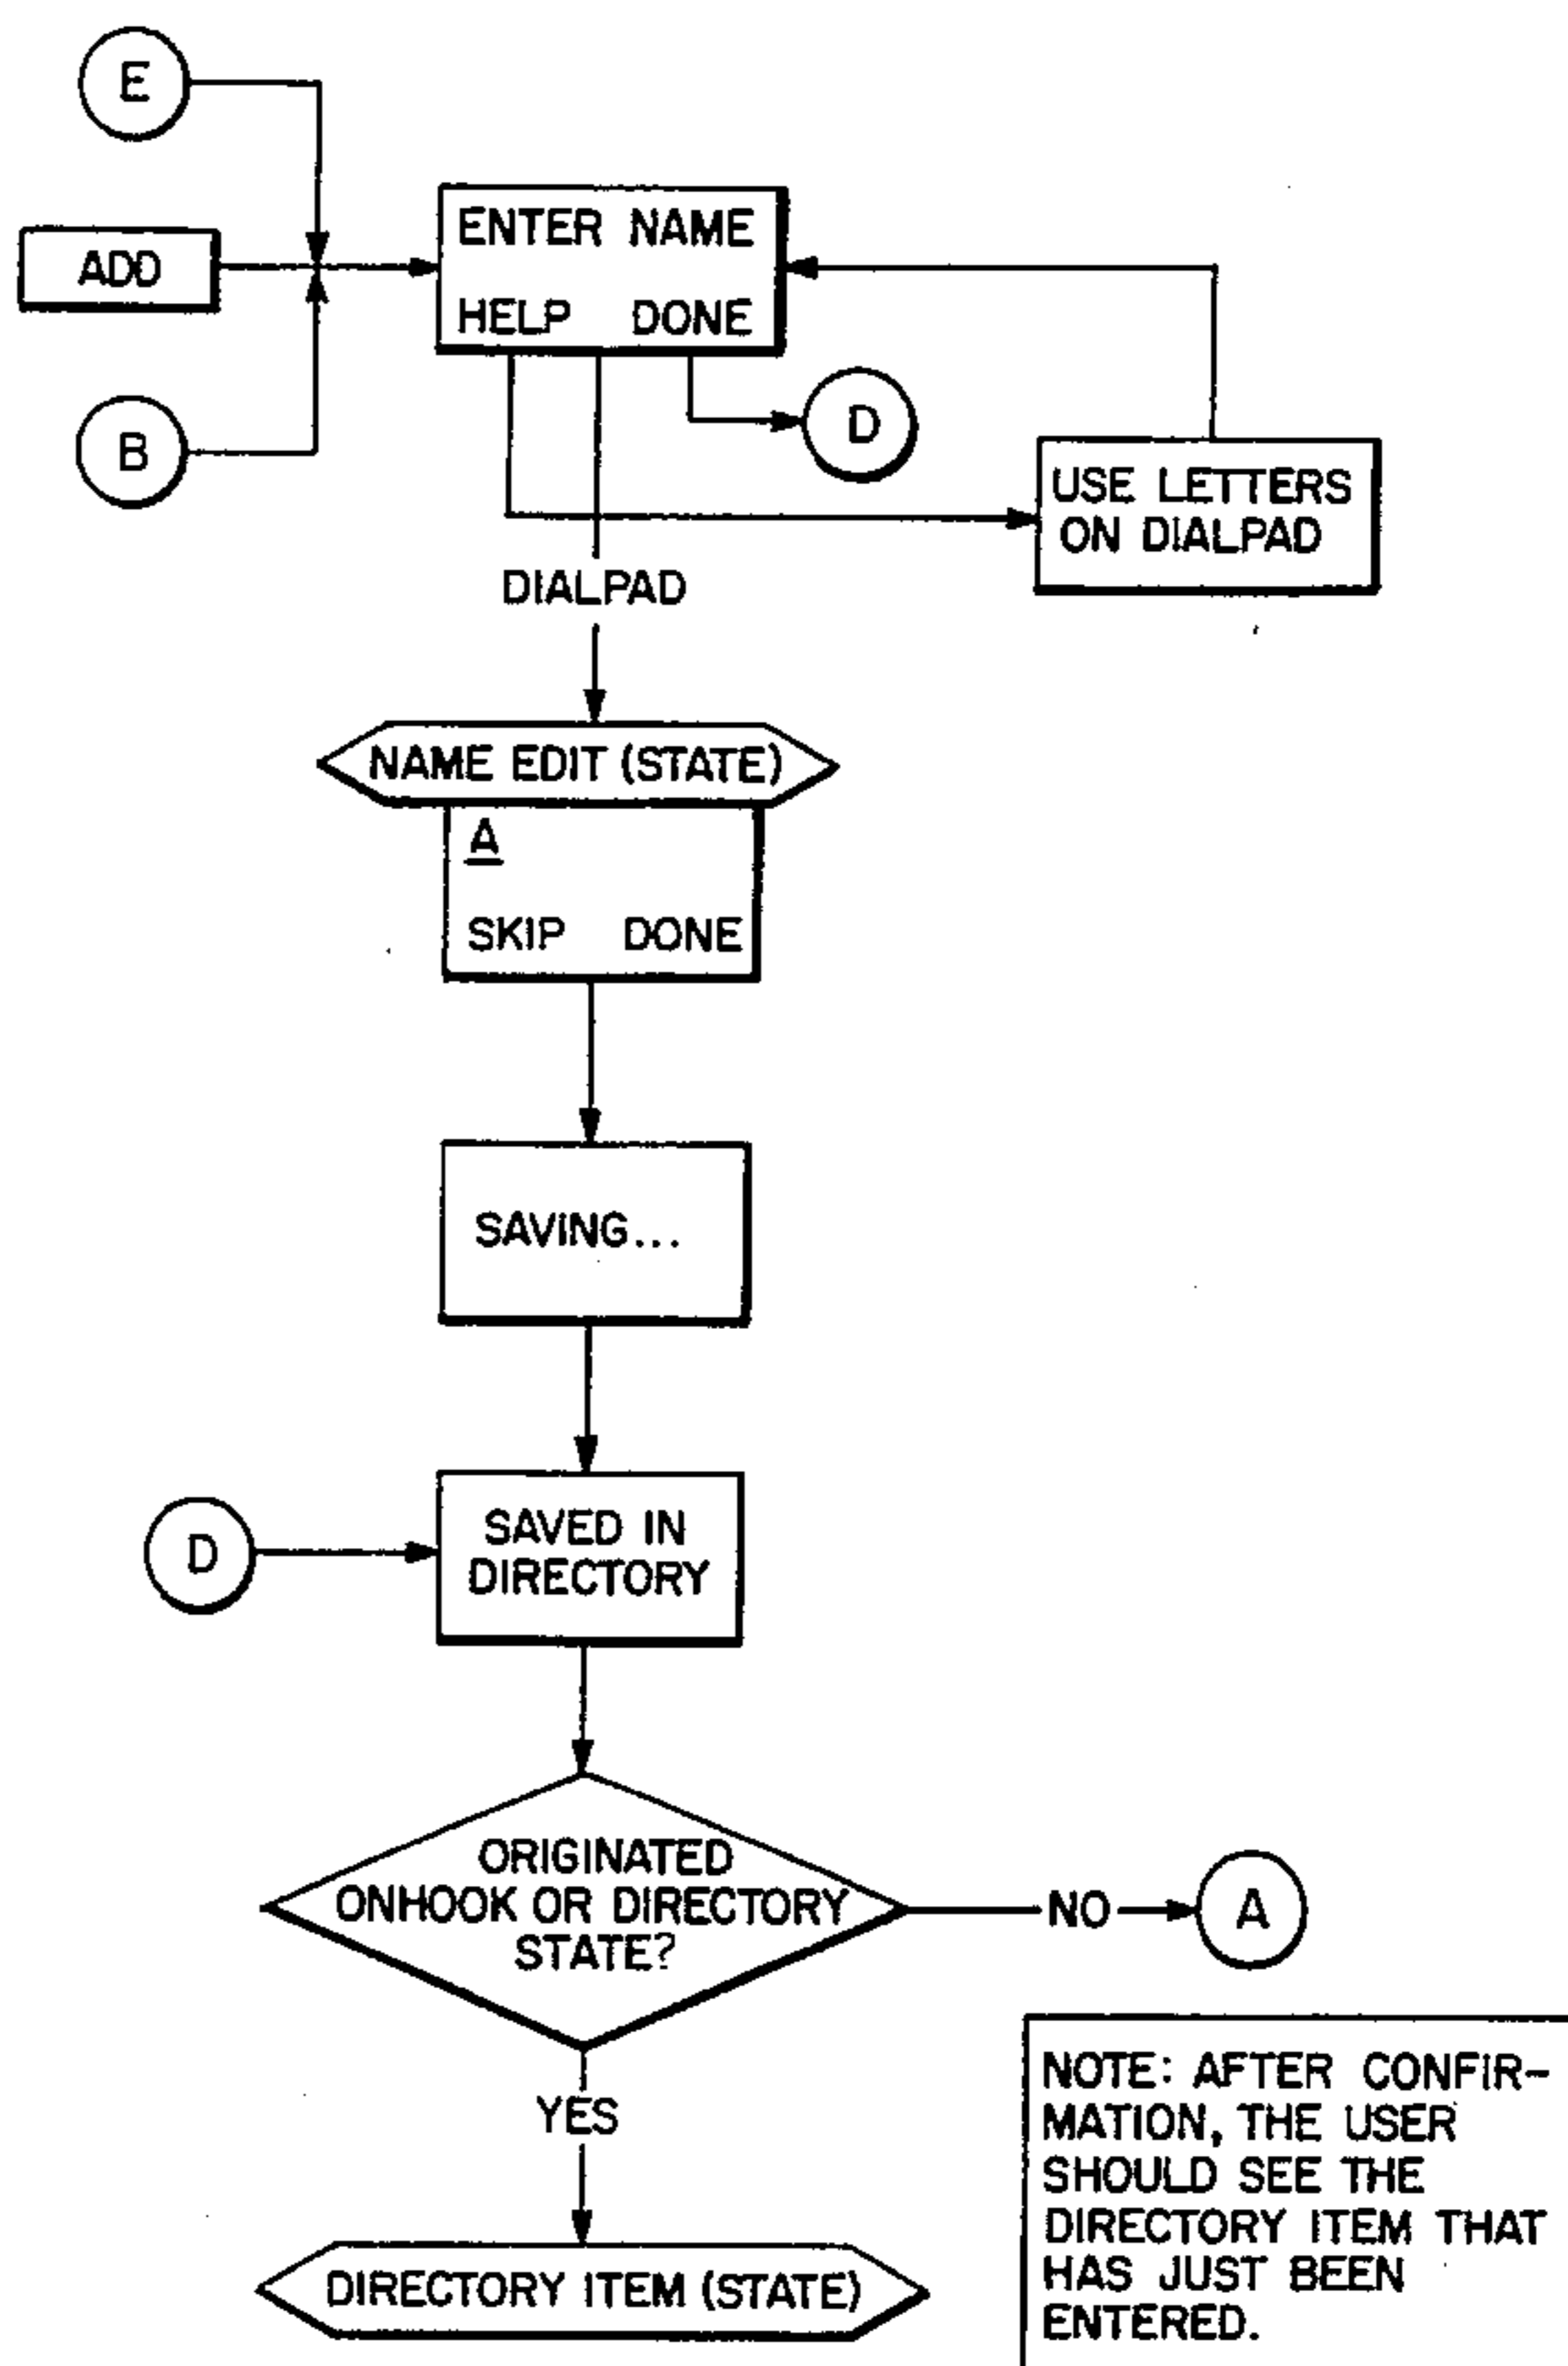 E
ADD
B
ENTER NAME
HELP DONE
D
USE LETTERS
ON DIALPAD
DIALPAD
NAME EDIT (STATE)
A
SKIP DONE
SAVING...
D
SAVED IN
DIRECTORY
ORIGINATED
ONHOOK OR DIRECTORY
STATE?
NO
A
YES
DIRECTORY ITEM (STATE)
NOTE: AFTER CONFIR-
MATION, THE USER
SHOULD SEE THE
DIRECTORY ITEM THAT
HAS JUST BEEN
ENTERED.